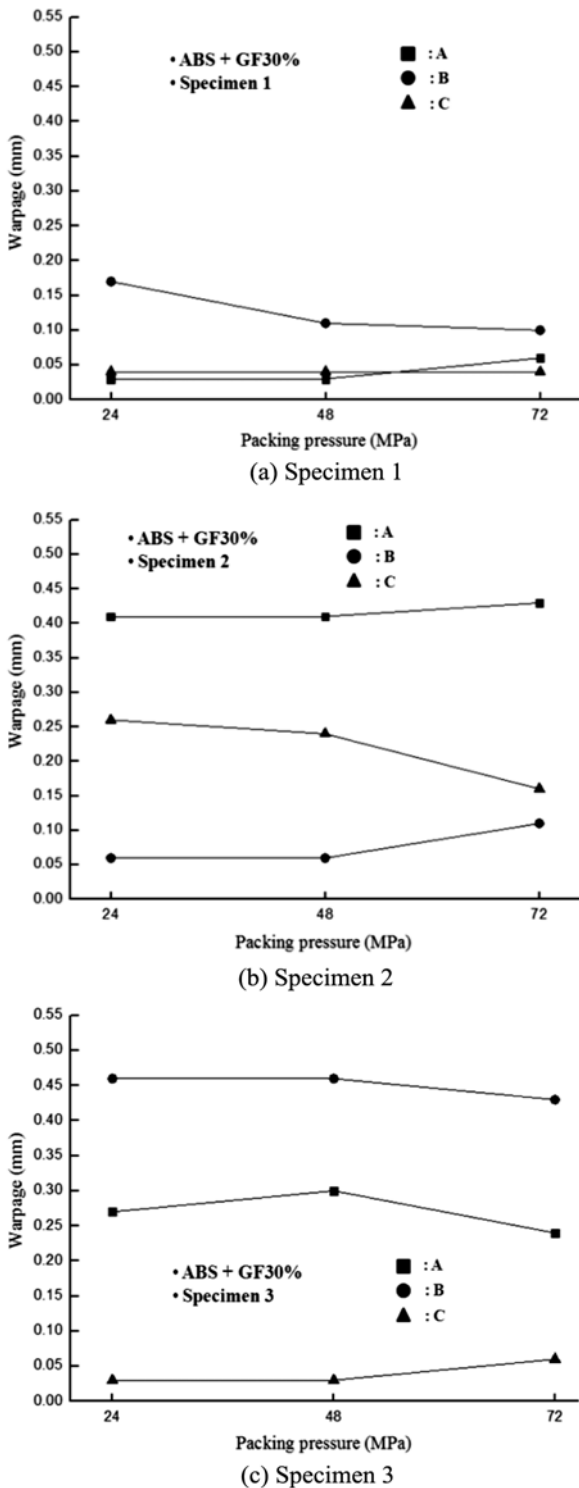 0.55
0.50
0.45
0.40
0.35
0.30
0.25
0.20
0.15
0.10
0.05
0.00
Warpage (mm)
• ABS + GF30%
• Specimen 1
: A
: B
: C
24 48 72
Packing pressure (MPa)
(a) Specimen 1
0.55
0.50
0.45
0.40
0.35
0.30
0.25
0.20
0.15
0.10
0.05
0.00
Warpage (mm)
• ABS + GF30%
• Specimen 2
: A
: B
: C
24 48 72
Packing pressure (MPa)
(b) Specimen 2
0.55
0.50
0.45
0.40
0.35
0.30
0.25
0.20
0.15
0.10
0.05
0.00
Warpage (mm)
• ABS + GF30%
• Specimen 3
: A
: B
: C
24 48 72
Packing pressure (MPa)
(c) Specimen 3